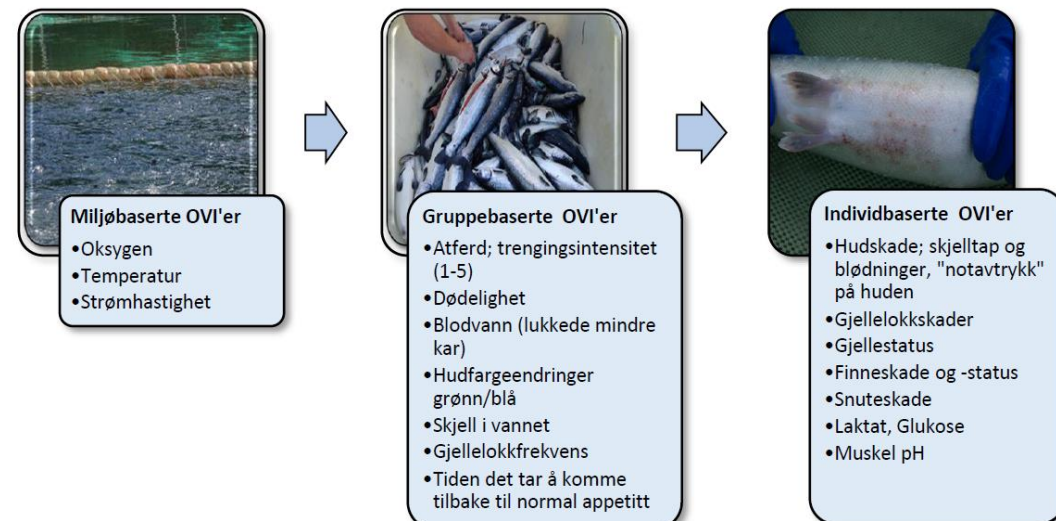 Miljøbaserte OVI'er
•Oksygen
•Temperatur
•Strømhastighet
Gruppebaserte OVI'er
•Atferd; trengingsintensitet
(1-5)
•Dødelighet
•Blodvann (lukkede mindre
kar)
•Hudfargeendringer
grønn/blå
•Skjell i vannet
•Gjellelokkfrekvens
•Tiden det tar å komme
tilbake til normal appetitt
Individbaserte OVI'er
•Hudskade; skjelltap og
blødninger, "notavtrykk"
på huden
•Gjellelokkskader
•Gjellestatus
•Finneskade og -status
•Snuteskade
•Laktat, Glukose
•Muskel pH